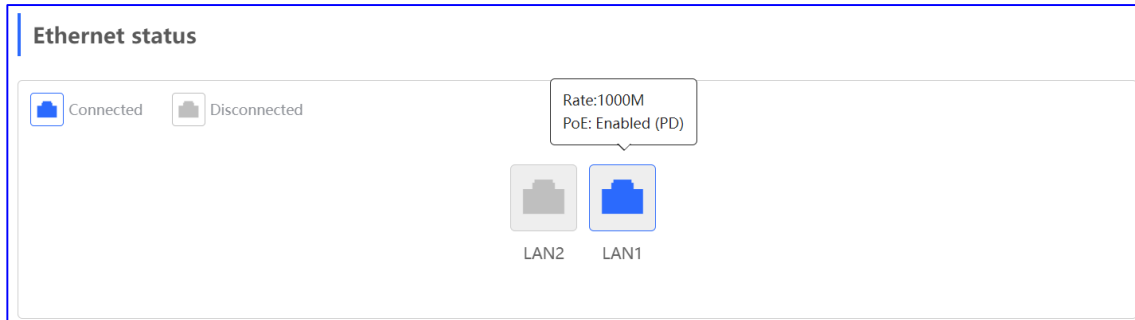 Ethernet status
Connected Disconnected
Rate:1000M
PoE: Enabled (PD)
LAN2 LAN1